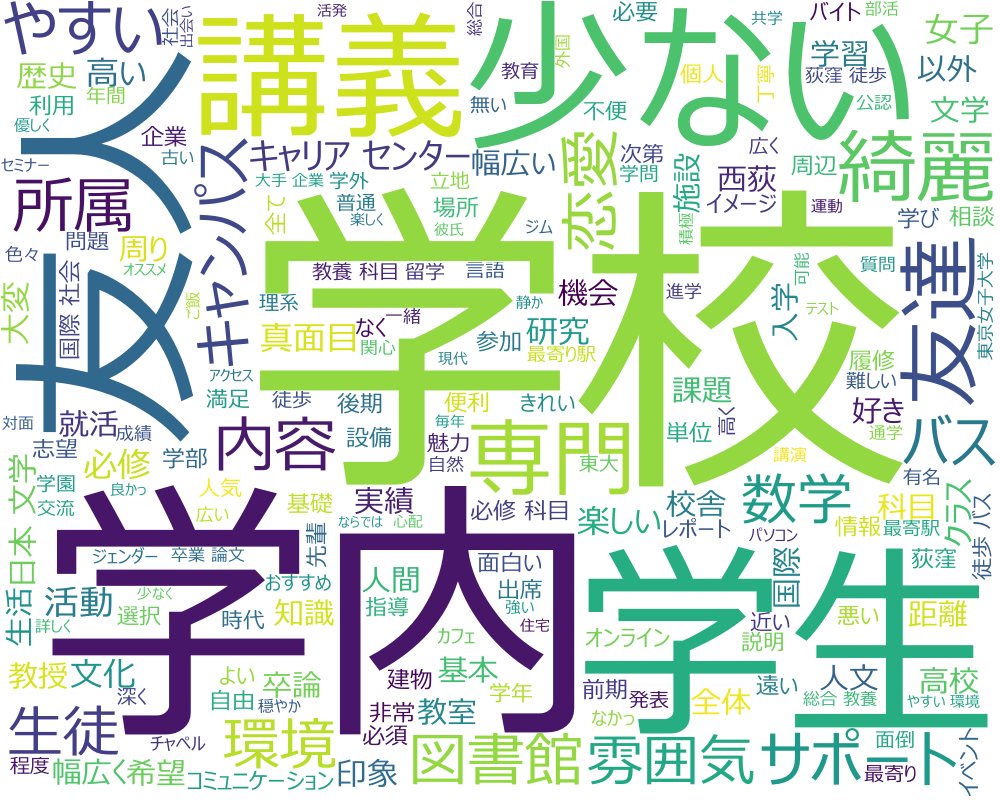 学校
学内
友人
学生
講義
少ない
やすい
社会
出会い
活発
総合
外国
教育
必要
不便
共学
個人
丁寧
バイト
部活
荻窪 徒歩
公認
学習
女子
以外
文学
歴史
高い
利用
年間
優しく
セミナー
古い
企業
キャリア センター
大手 企業
学外
幅広い
恋愛
次第
学問
施設
西荻
イメージ
広く
周辺
運動
綺麗
学び
相談
所属
キャンパス
全て
普通
楽しく
立地
場所
彼氏
ジム
積極
色々
問題
周り
オススメ
国際 社会
大変
ご飯
理系
教養 科目
留学
言語
静か
なく
一緒
関心
真面目
機会
研究
参加
最寄り駅
現代
進学
入学
可能
質問
テスト
友達
東京女子大学
履修
難しい
好き
通学
課題
単位
高く
アクセス
満足
徒歩
後期
便利
毎年
きれい
対面
就活
成績
志望
必修
学部
内容
設備
魅力
自然
専門
東大
講演
バス
有名
日本 文学
学園
交流
良かっ
人気
広い
基礎
実績
ならでは
心配
必修 科目
楽しい
校舎
レポート
数学
パソコン
科目
情報
最寄駅
クラス
荻窪
徒歩 バス
生活
活動
ジェンダー
卒業 論文
先輩
おすすめ
少なく
選択
詳しく
時代
知識
人間
指導
面白い
出席
強い
住宅
カフェ
オンライン
国際
近い
説明
悪い
距離
教授
文化
深く
よい
自由
穏やか
卒論
建物
基本
学年
非常
必須
教室
前期
発表
なかっ
全体
遠い
人文
総合 教養
高校
やすい 環境
生徒
チャペル
環境
程度
幅広く
希望
コミュニケーション
印象
図書館
雰囲気
サポート
面倒
最寄り
イベント
無い